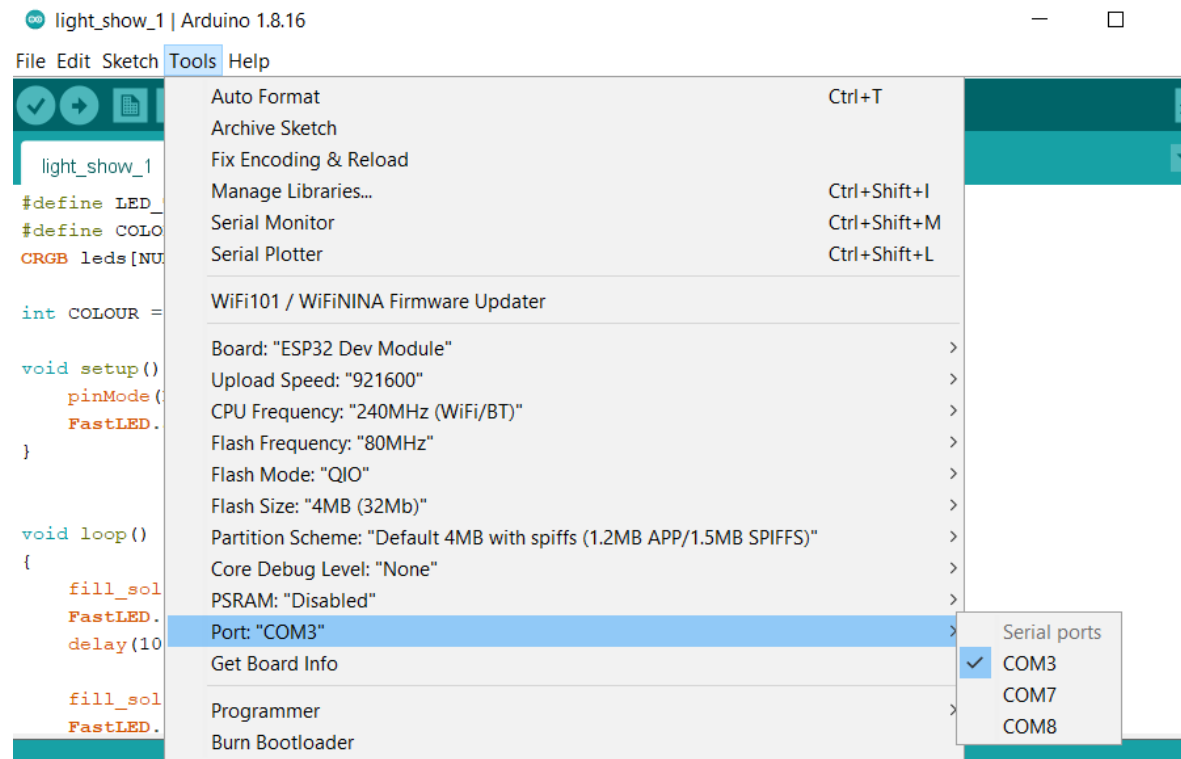 light_show_1 | Arduino 1.8.16
File Edit Sketch Tools Help
Auto Format Ctrl+T
Archive Sketch
Fix Encoding & Reload
Manage Libraries... Ctrl+Shift+I
Serial Monitor Ctrl+Shift+M
Serial Plotter Ctrl+Shift+L
WiFi101 / WiFiNINA Firmware Updater
Board: "ESP32 Dev Module"
Upload Speed: "921600"
CPU Frequency: "240MHz (WiFi/BT)"
Flash Frequency: "80MHz"
Flash Mode: "QIO"
Flash Size: "4MB (32Mb)"
Partition Scheme: "Default 4MB with spiffs (1.2MB APP/1.5MB SPIFFS)"
Core Debug Level: "None"
PSRAM: "Disabled"
Port: "COM3"
Get Board Info
Programmer
Burn Bootloader
Serial ports
COM3
COM7
COM8
light_show_1
#define LED_
#define COLO
CRGB leds[NU
int COLOUR =
void setup()
pinMode(
FastLED.
}
void loop()
{
fill_sol
FastLED.
delay(10
fill_sol
FastLED.